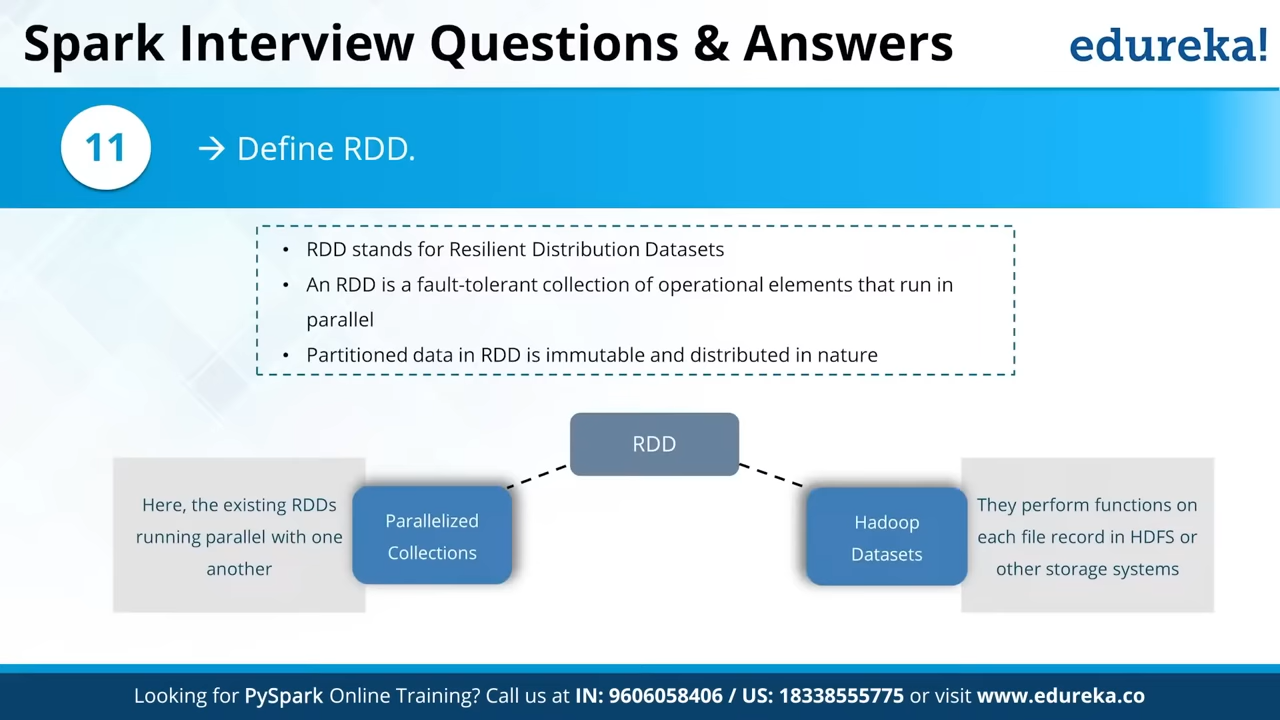 Spark Interview Questions & Answers
edureka!
11
→ Define RDD.
• RDD stands for Resilient Distribution Datasets
• An RDD is a fault-tolerant collection of operational elements that run in
parallel
• Partitioned data in RDD is immutable and distributed in nature
RDD
Here, the existing RDDs
running parallel with one
another
Parallelized
Collections
Hadoop
Datasets
They perform functions on
each file record in HDFS or
other storage systems
Looking for PySpark Online Training? Call us at IN: 9606058406 / US: 18338555775 or visit www.edureka.co